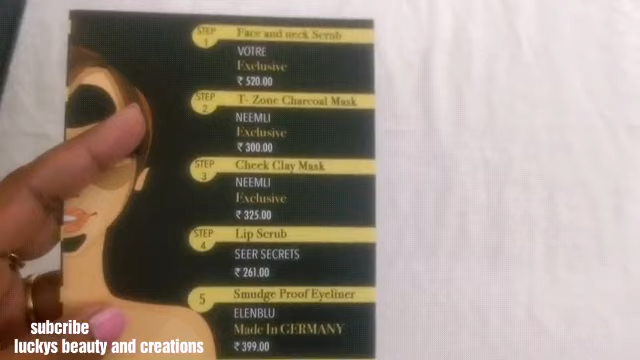 STEP 1
Face and neck Scrub
VOTRE
Exclusive
₹ 520.00
STEP 2
T- Zone Charcoal Mask
NEEMLI
Exclusive
₹ 300.00
STEP 3
Cheek Clay Mask
NEEMLI
Exclusive
₹ 325.00
STEP 4
Lip Scrub
SEER SECRETS
₹ 261.00
5
Smudge Proof Eyeliner
ELENBLU
Made In GERMANY
₹ 399.00
subcribe
luckys beauty and creations